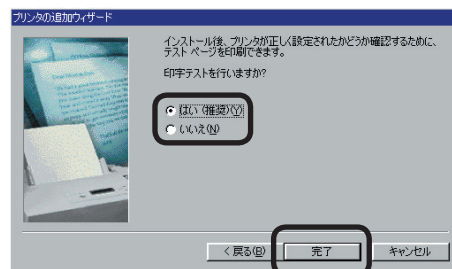 プリンタの追加ウィザード
インストール後、プリンタが正しく設定されたかどうか確認するために、
テスト ページを印刷できます。
印字テストを行いますか?
はい (推奨)(Y)
いいえ(N)
< 戻る(B)
完了
キャンセル